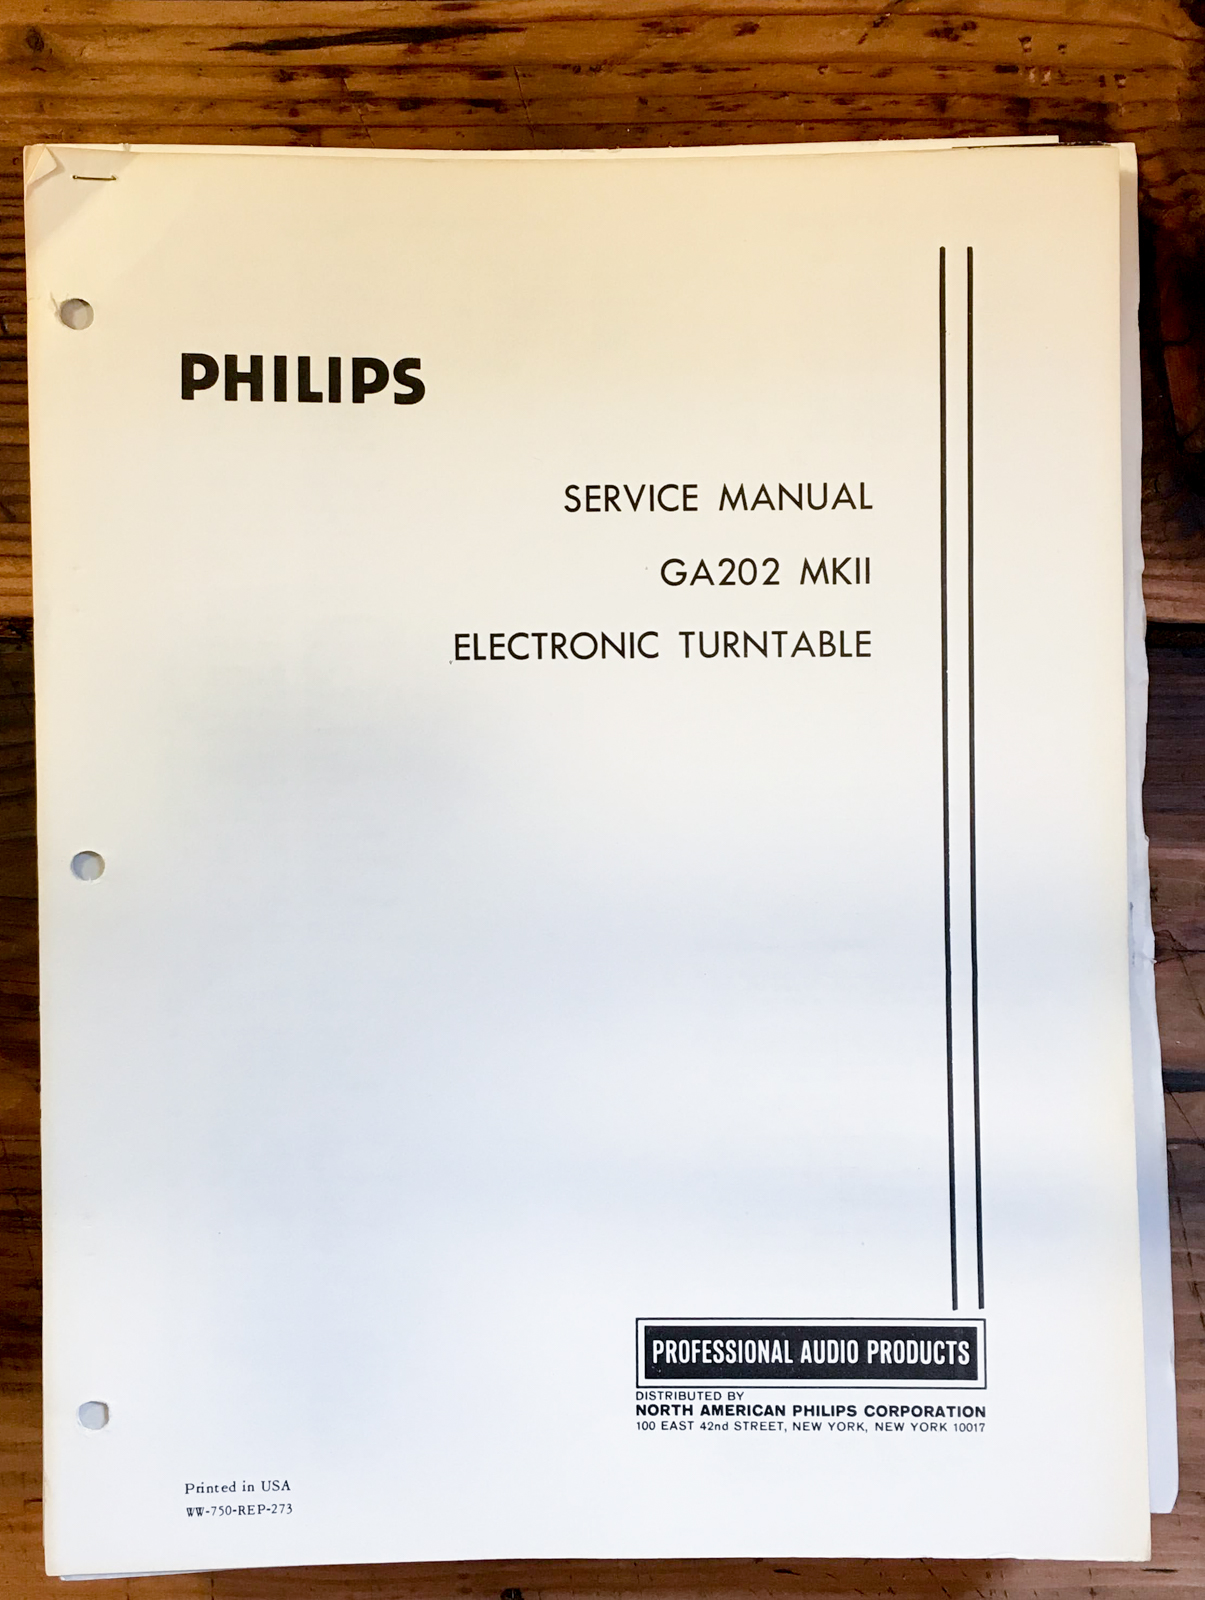 PHILIPS
SERVICE MANUAL
GA202 MKII
ELECTRONIC TURNTABLE
PROFESSIONAL AUDIO PRODUCTS
DISTRIBUTED BY
NORTH AMERICAN PHILIPS CORPORATION
100 EAST 42nd STREET, NEW YORK, NEW YORK 10017
Printed in USA
WW-750-REP-273